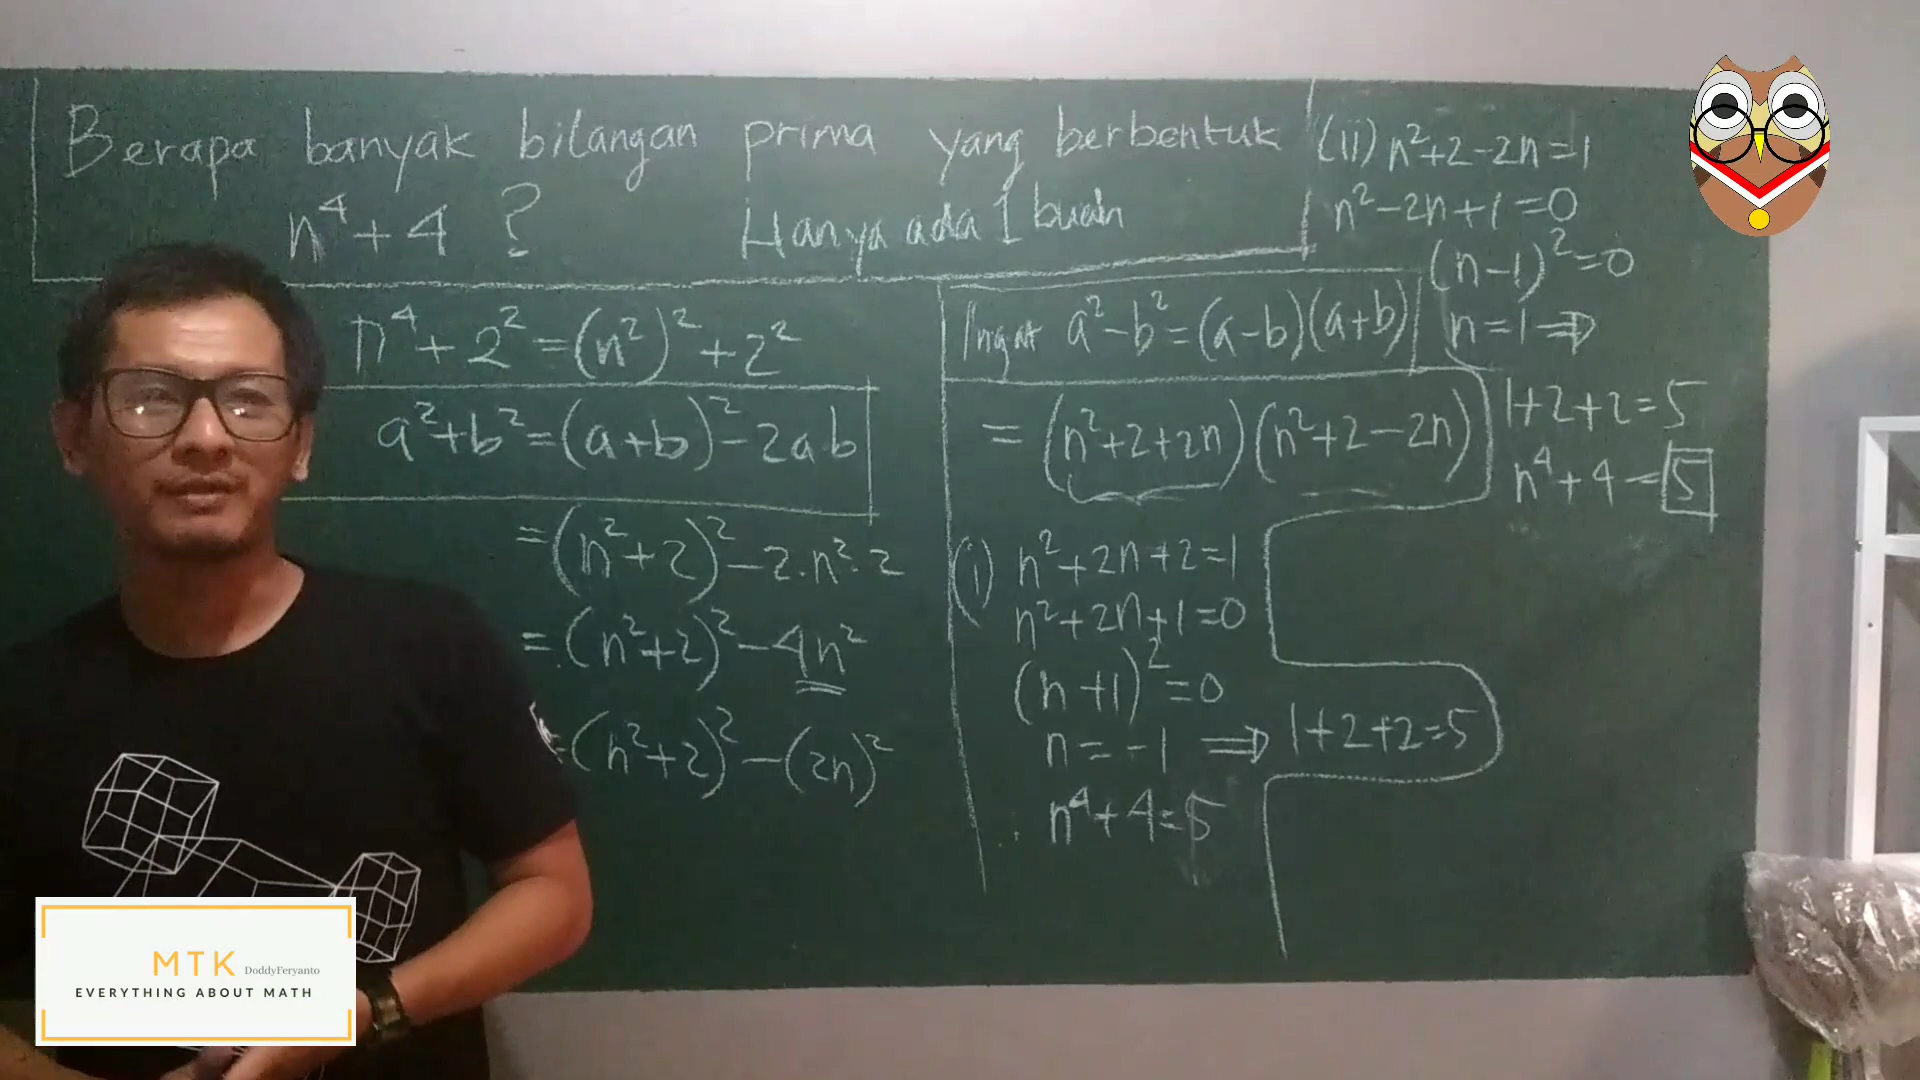 Berapa banyak bilangan prima yang berbentuk
n⁴+4 ? Hanya ada 1 buah
n⁴+2²=(n²)²+2²
a²+b²=(a+b)²-2ab
=(n²+2)²-2.n².2
=(n²+2)²-4n²
=(n²+2)²-(2n)²
Ingat a²-b²=(a-b)(a+b)
=(n²+2+2n)(n²+2-2n)
(i) n²+2n+2=1
n²+2n+1=0
(n+1)²=0
n=-1 ⇒ 1+2+2=5
n⁴+4=5
(ii) n²+2-2n=1
n²-2n+1=0
(n-1)²=0
n=1⇒
1+2+2=5
n⁴+4=5
MTK DoddyFeryanto
EVERYTHING ABOUT MATH